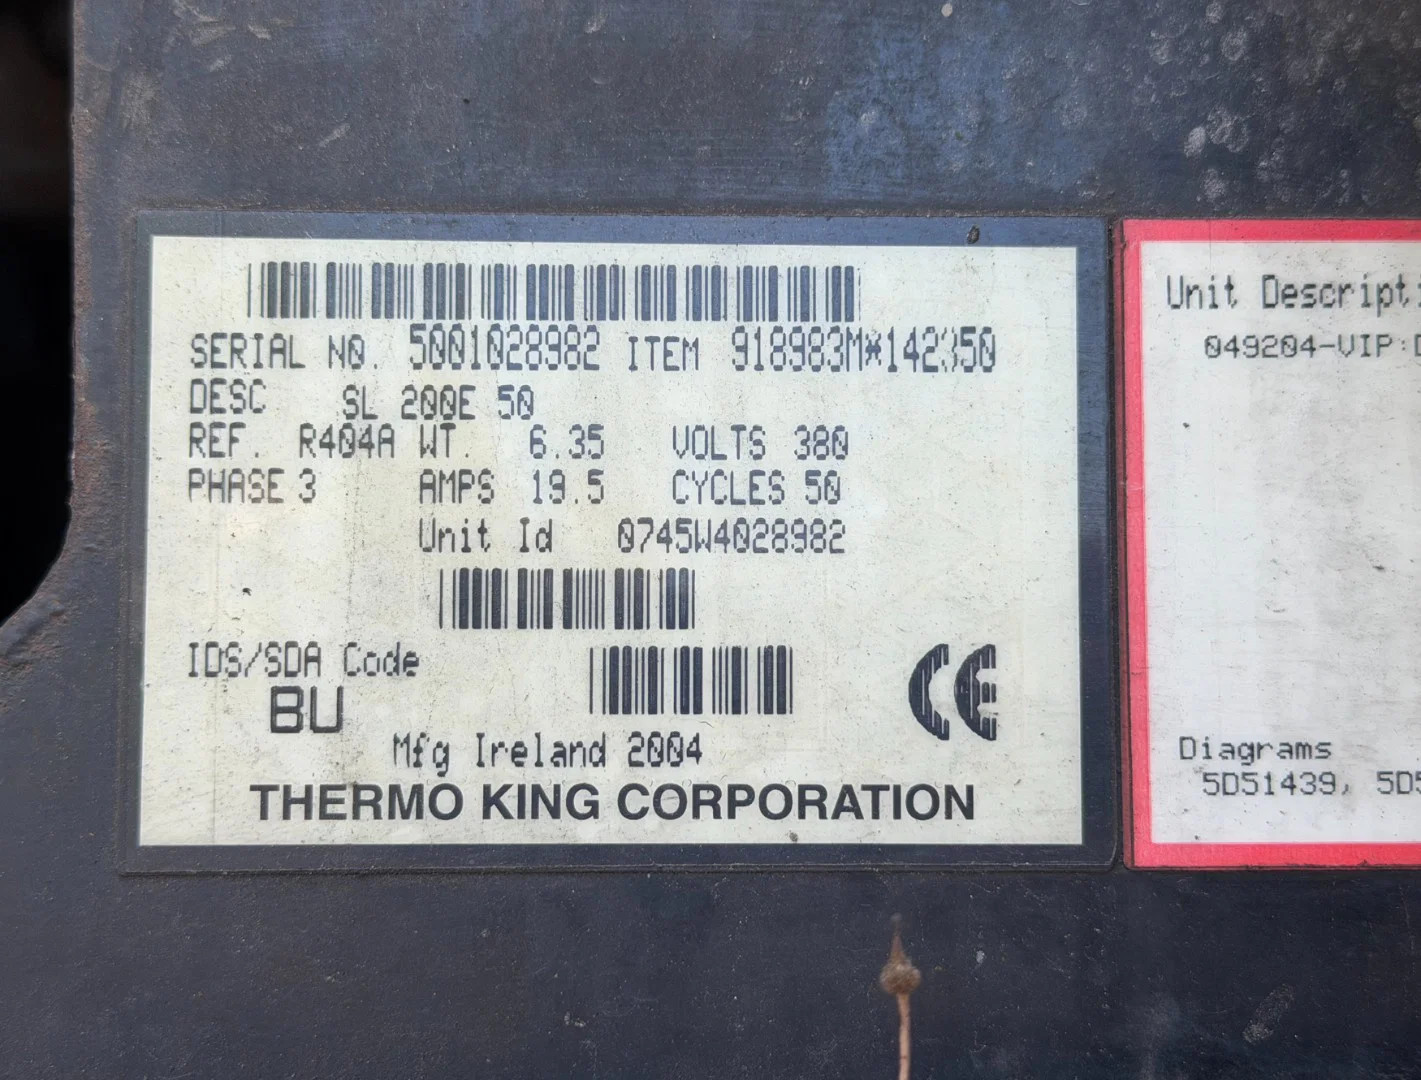 SERIAL NO. 5001028982 ITEM 918983M*142350
DESC SL 200E 50
REF. R404A WT. 6.35 VOLTS 380
PHASE 3 AMPS 19.5 CYCLES 50
Unit Id 0745W4028982
IDS/SDA Code
BU
CE
Mfg Ireland 2004
THERMO KING CORPORATION
Unit Descripti
049204-VIP:D
Diagrams
5D51439, 5D5